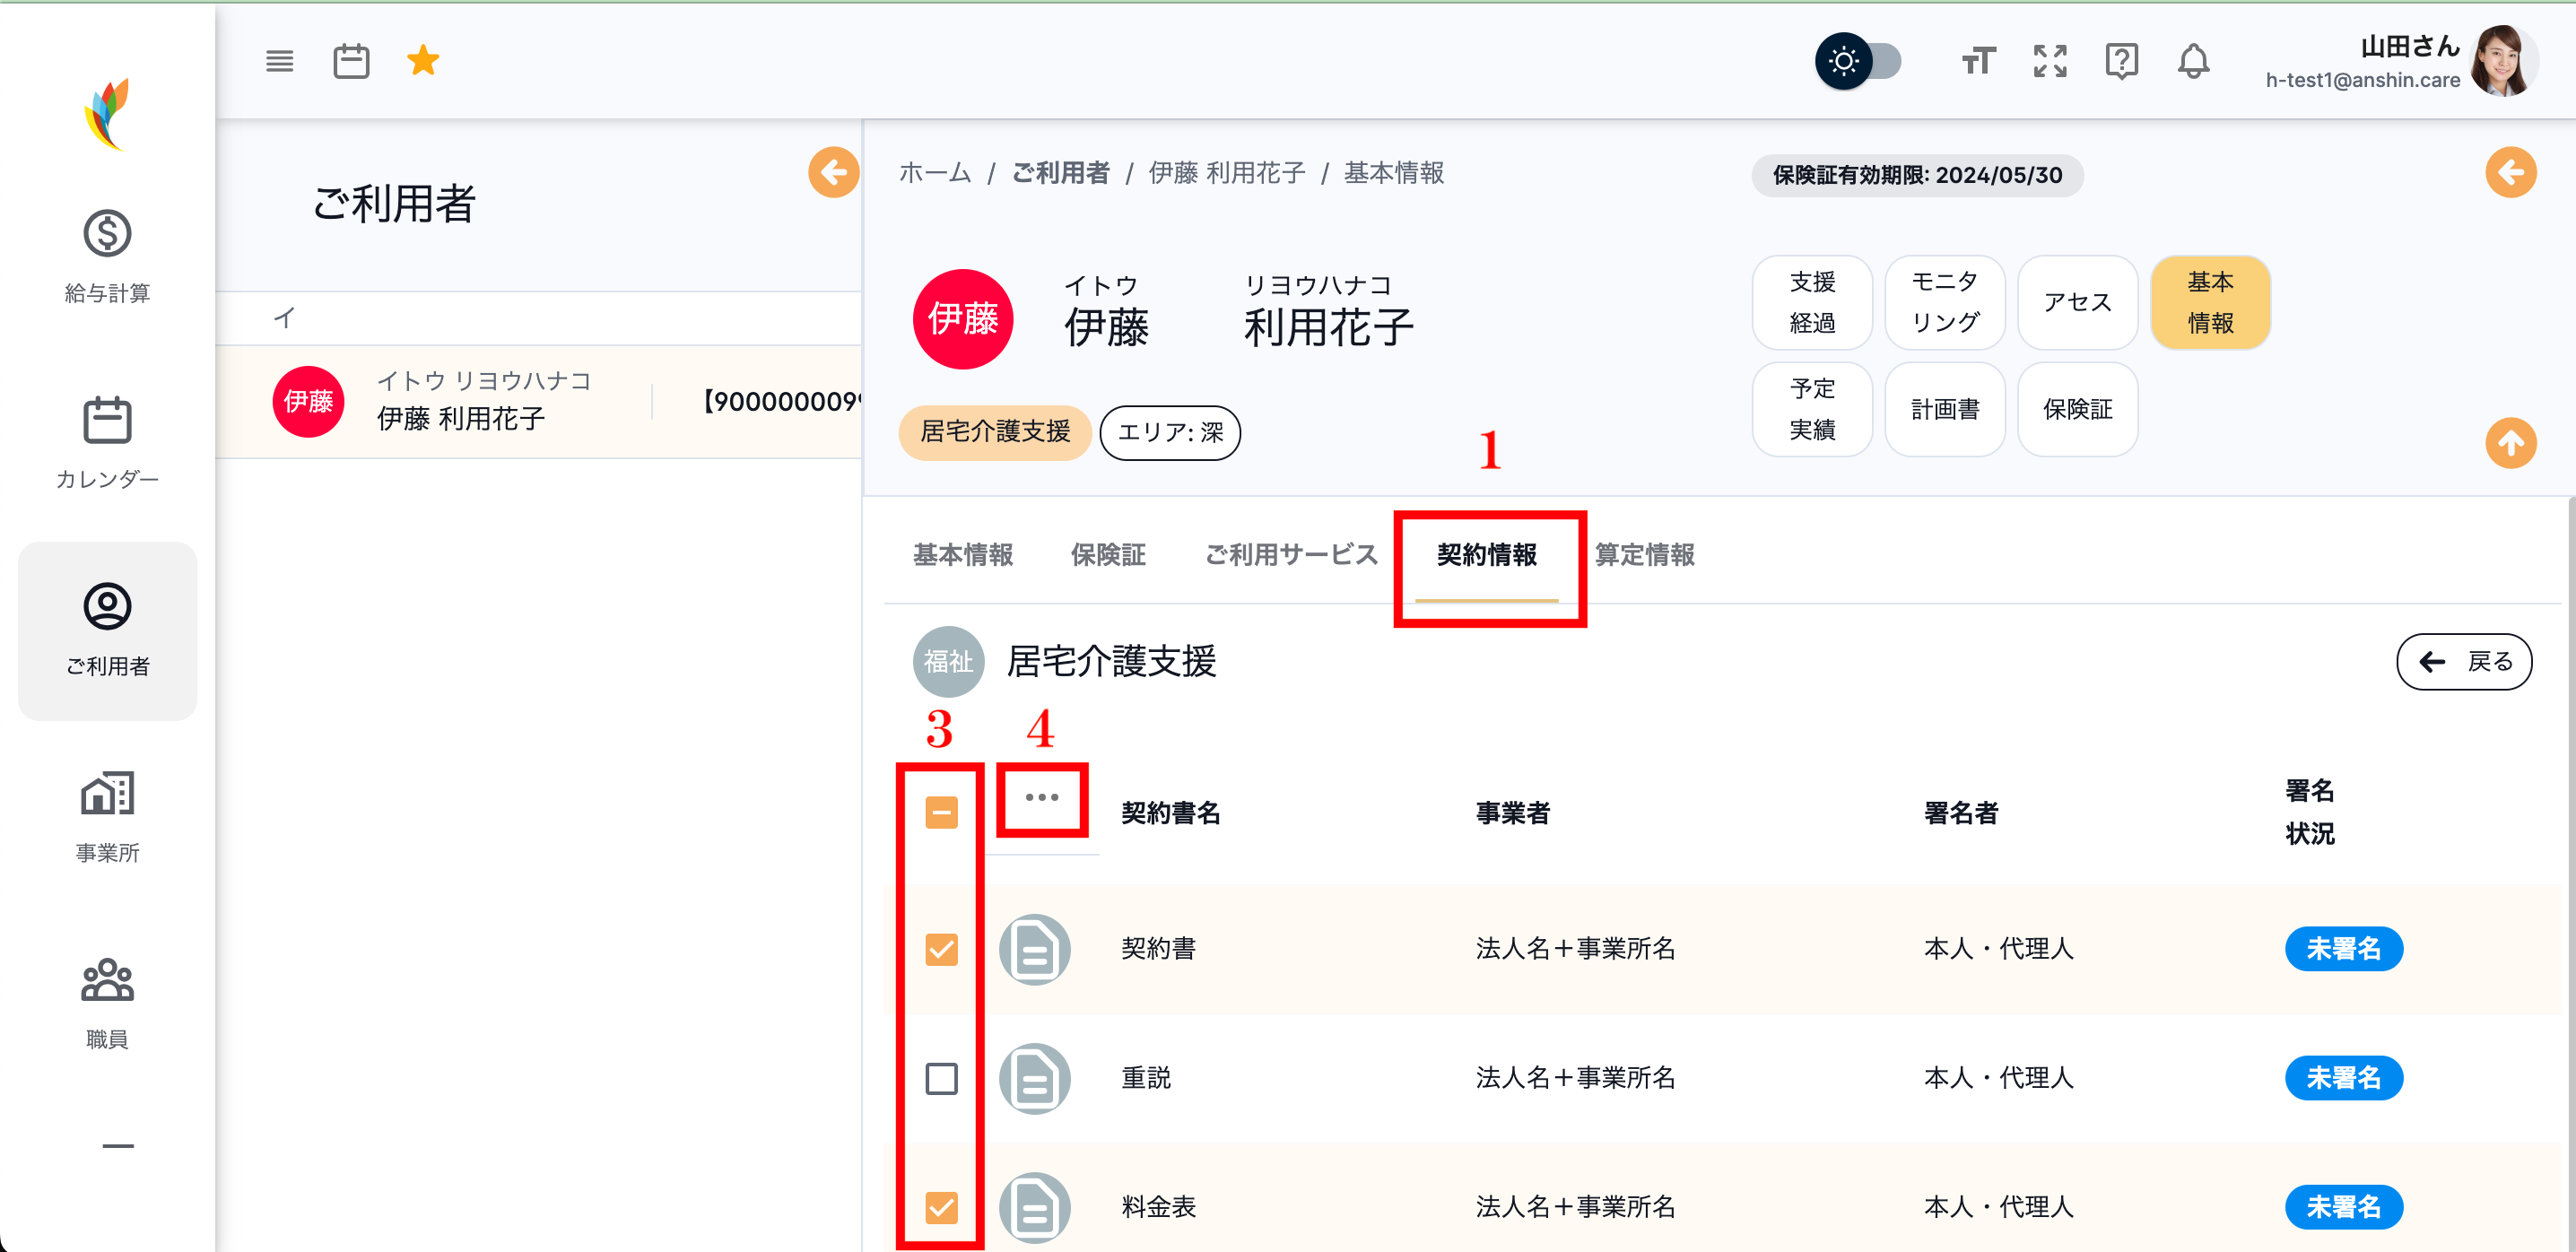 山田さん
h-test1@anshin.care
給与計算
カレンダー
ご利用者
事業所
職員
ご利用者
イ
伊藤
イトウ リヨウハナコ
伊藤 利用花子
【900000009
ホーム / ご利用者 / 伊藤 利用花子 / 基本情報
保険証有効期限: 2024/05/30
伊藤
イトウ リヨウハナコ
伊藤 利用花子
居宅介護支援
エリア: 深
支援
経過
モニタ
リング
アセス
基本
情報
予定
実績
計画書
保険証
1
基本情報 保険証 ご利用サービス 契約情報 算定情報
福祉 居宅介護支援
戻る
3 4
契約書名 事業者 署名者 署名
状況
契約書 法人名＋事業所名 本人・代理人 未署名
重説 法人名＋事業所名 本人・代理人 未署名
料金表 法人名＋事業所名 本人・代理人 未署名